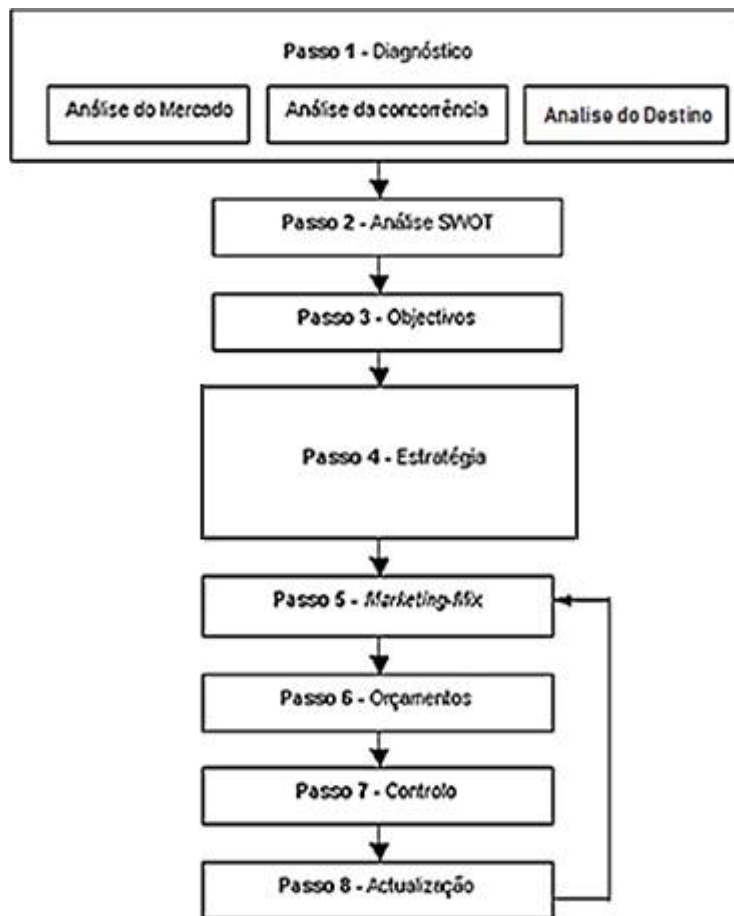 Passo 1 - Diagnóstico
Análise do Mercado
Análise da concorrência
Analise do Destino
Passo 2 - Análise SWOT
Passo 3 - Objectivos
Passo 4 - Estratégia
Passo 5 - Marketing-Mix
Passo 6 - Orçamentos
Passo 7 - Controlo
Passo 8 - Actualização